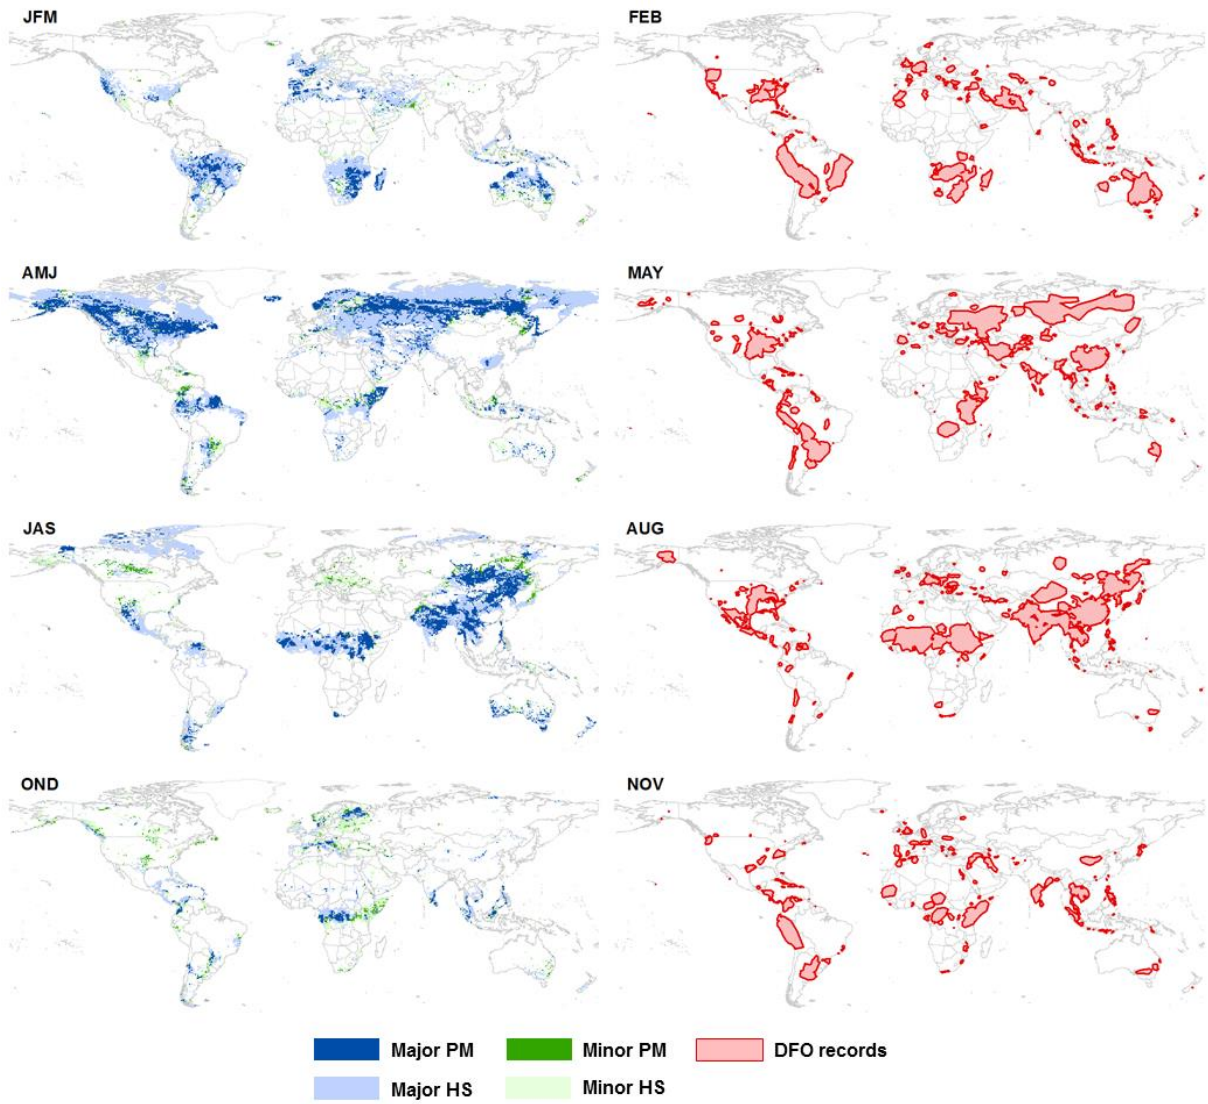 JFM FEB
AMJ MAY
JAS AUG
OND NOV
Major PM Minor PM DFO records
Major HS Minor HS